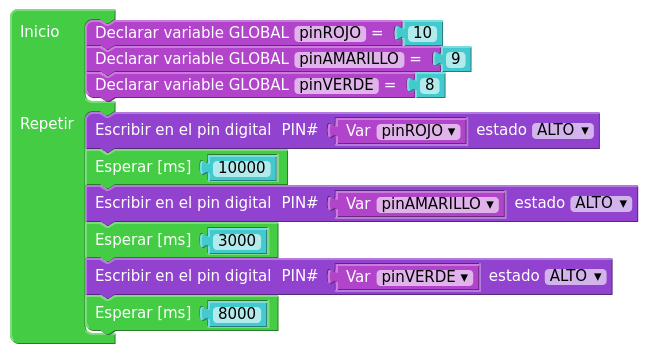 Inicio
Declarar variable GLOBAL pinROJO = 10
Declarar variable GLOBAL pinAMARILLO = 9
Declarar variable GLOBAL pinVERDE = 8
Repetir
Escribir en el pin digital PIN# Var pinROJO ▾ estado ALTO ▾
Esperar [ms] 10000
Escribir en el pin digital PIN# Var pinAMARILLO ▾ estado ALTO ▾
Esperar [ms] 3000
Escribir en el pin digital PIN# Var pinVERDE ▾ estado ALTO ▾
Esperar [ms] 8000